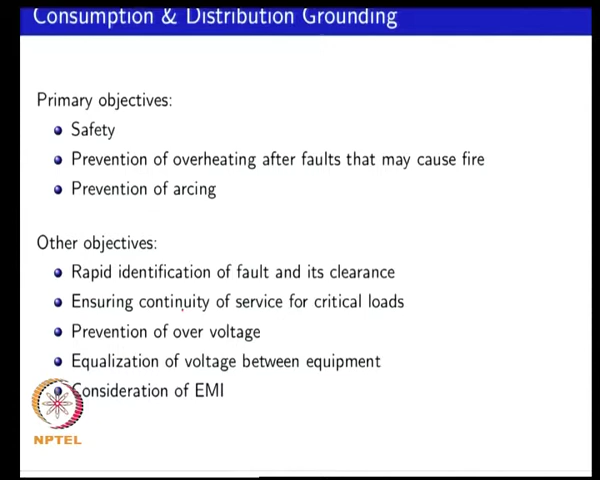 Consumption & Distribution Grounding
Primary objectives:
Safety
Prevention of overheating after faults that may cause fire
Prevention of arcing
Other objectives:
Rapid identification of fault and its clearance
Ensuring continuity of service for critical loads
Prevention of over voltage
Equalization of voltage between equipment
Consideration of EMI
NPTEL